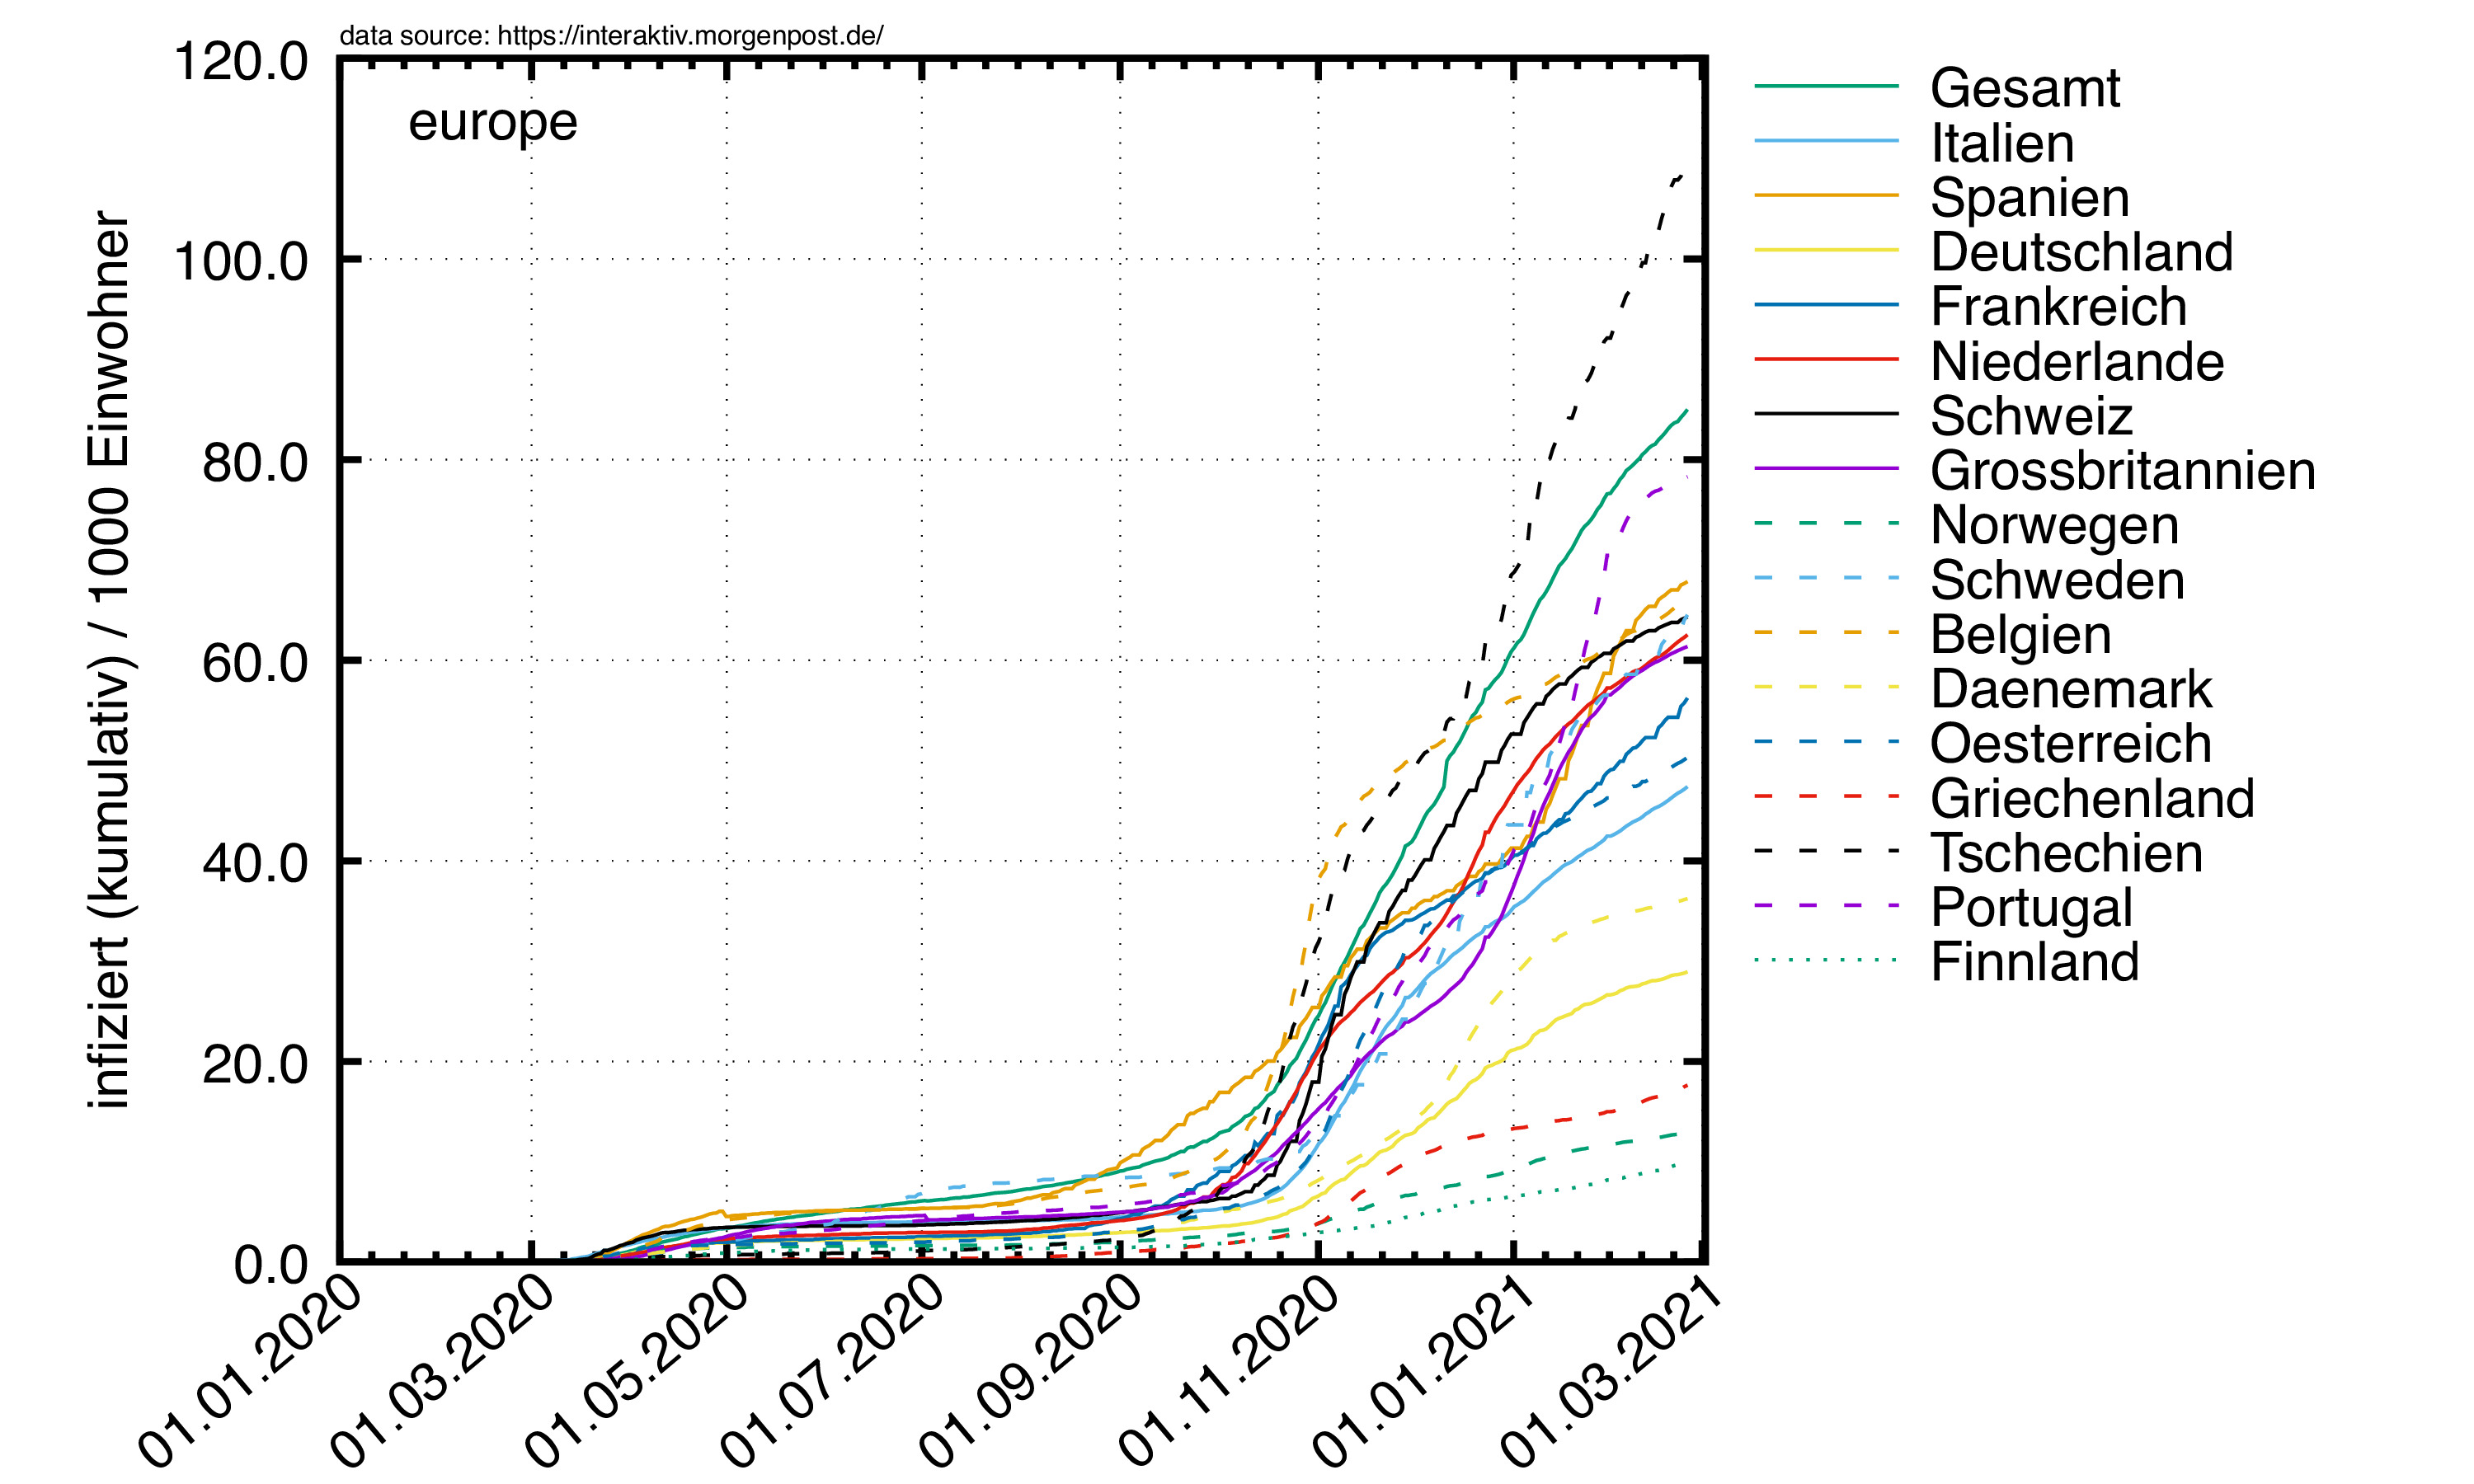 data source: https://interaktiv.morgenpost.de/
europe
infiziert (kumulativ) / 1000 Einwohner
120.0
100.0
80.0
60.0
40.0
20.0
0.0
01.01.2020
01.03.2020
01.05.2020
01.07.2020
01.09.2020
01.11.2020
01.01.2021
01.03.2021
Gesamt
Italien
Spanien
Deutschland
Frankreich
Niederlande
Schweiz
Grossbritannien
Norwegen
Schweden
Belgien
Daenemark
Oesterreich
Griechenland
Tschechien
Portugal
Finnland